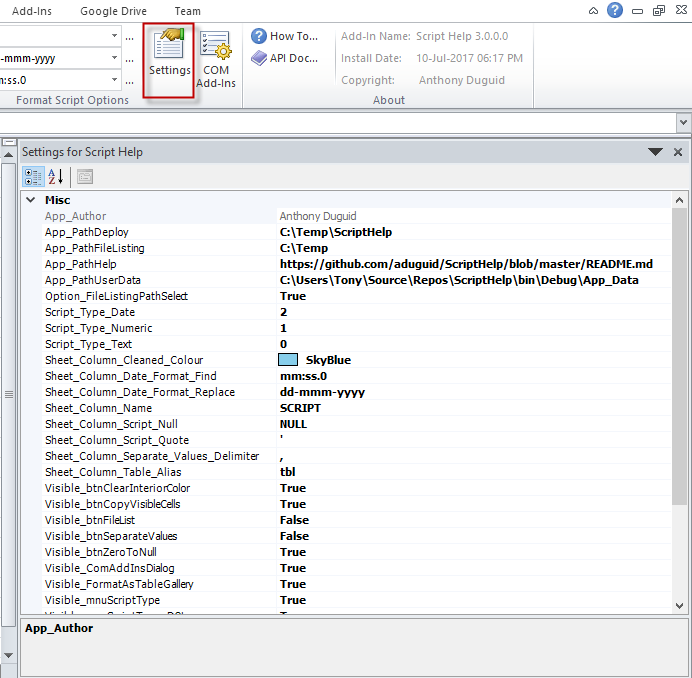 Add-Ins Google Drive Team
... How To... Add-In Name: Script Help 3.0.0.0
-mmm-yyyy ... Settings COM Add-Ins API Doc... Install Date: 10-Jul-2017 06:17 PM
:ss.0 ... Copyright: Anthony Duguid
Format Script Options About
Settings for Script Help
Misc
App_Author Anthony Duguid
App_PathDeploy C:\Temp\ScriptHelp
App_PathFileListing C:\Temp
App_PathHelp https://github.com/aduguid/ScriptHelp/blob/master/README.md
App_PathUserData C:\Users\Tony\Source\Repos\ScriptHelp\bin\Debug\App_Data
Option_FileListingPathSelect True
Script_Type_Date 2
Script_Type_Numeric 1
Script_Type_Text 0
Sheet_Column_Cleaned_Colour SkyBlue
Sheet_Column_Date_Format_Find mm:ss.0
Sheet_Column_Date_Format_Replace dd-mmm-yyyy
Sheet_Column_Name SCRIPT
Sheet_Column_Script_Null NULL
Sheet_Column_Script_Quote '
Sheet_Column_Separate_Values_Delimiter ,
Sheet_Column_Table_Alias tbl
Visible_btnClearInteriorColor True
Visible_btnCopyVisibleCells True
Visible_btnFileList False
Visible_btnSeparateValues False
Visible_btnZeroToNull True
Visible_ComAddInsDialog True
Visible_FormatAsTableGallery True
Visible_mnuScriptType True
App_Author